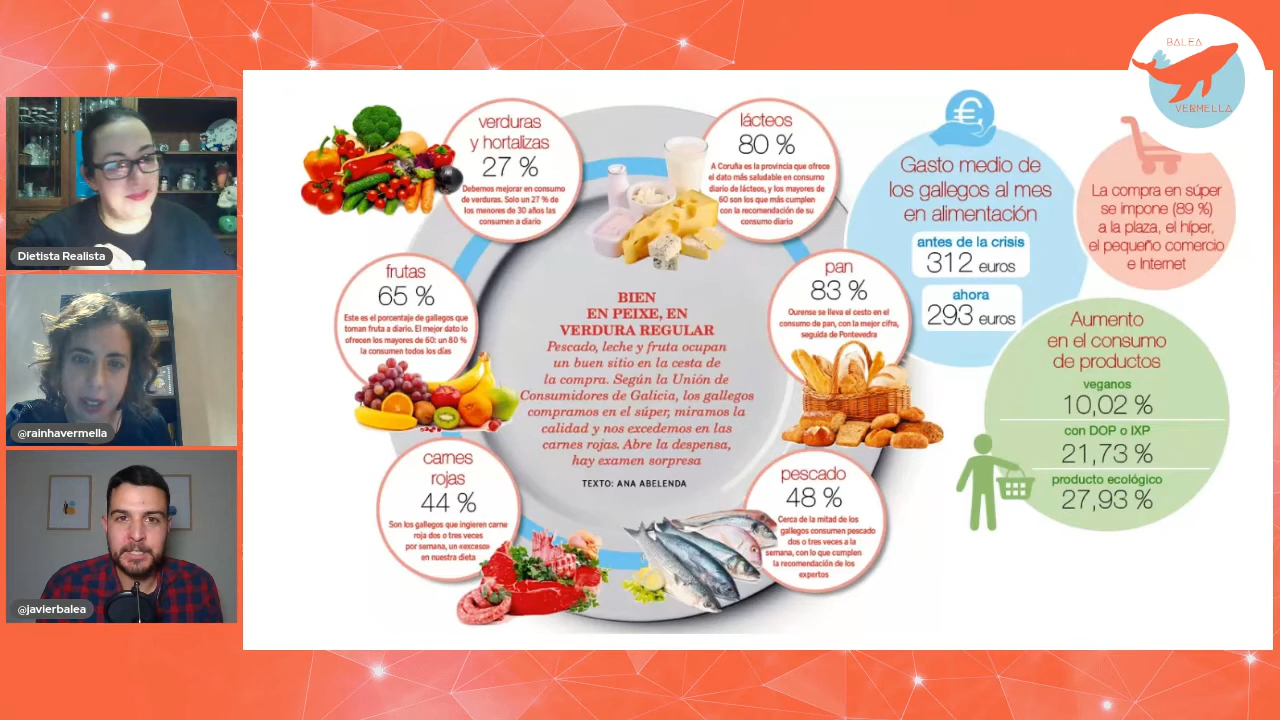 BALEA
VERMELLA
Dietista Realista
@rainhavermella
@javierbalea
verduras
y hortalizas
27 %
Debemos mejorar en consumo
de verduras. Solo un 27 % de
los menores de 30 años las
consumen a diario
lácteos
80 %
A Coruña es la provincia que ofrece
el dato más saludable en consumo
diario de lácteos, y los mayores de
60 son los que más cumplen
con la recomendación de su
consumo diario
frutas
65 %
Este es el porcentaje de gallegos que
toman fruta a diario. El mejor dato lo
ofrecen los mayores de 60: un 80 %
la consumen todos los días
pan
83 %
Ourense se lleva el cesto en el
consumo de pan, con la mejor cifra,
seguida de Pontevedra
BIEN
EN PEIXE, EN
VERDURA REGULAR
Pescado, leche y fruta ocupan
un buen sitio en la cesta de
la compra. Según la Unión de
Consumidores de Galicia, los gallegos
compramos en el súper, miramos la
calidad y nos excedemos en las
carnes rojas. Abre la despensa,
hay examen sorpresa
TEXTO: ANA ABELENDA
carnes
rojas
44 %
Son los gallegos que ingieren carne
roja dos o tres veces
por semana, un «exceso»
en nuestra dieta
pescado
48 %
Cerca de la mitad de los
gallegos consumen pescado
dos o tres veces a la
semana, con lo que cumplen
la recomendación de los
expertos
€
Gasto medio de
los gallegos al mes
en alimentación
antes de la crisis
312 euros
ahora
293 euros
La compra en súper
se impone (89 %)
a la plaza, el híper,
el pequeño comercio
e Internet
Aumento
en el consumo
de productos
veganos
10,02 %
con DOP o IXP
21,73 %
producto ecológico
27,93 %